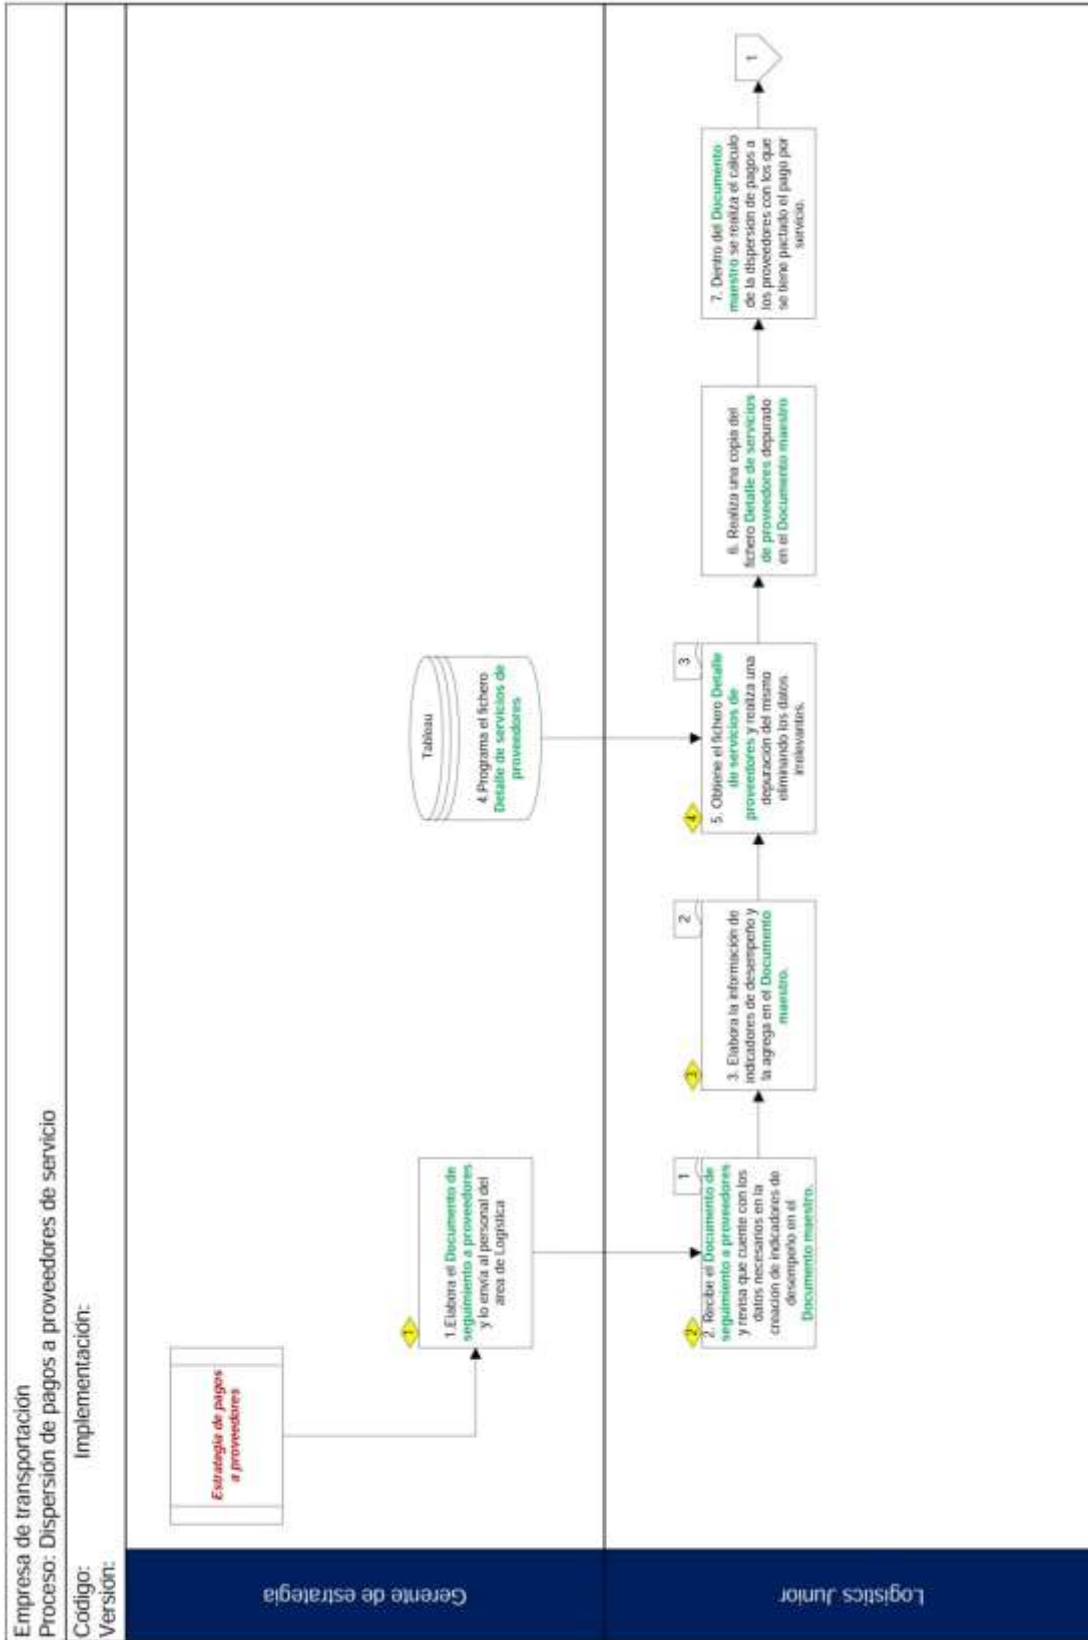 Empresa de transportación
Proceso: Dispersión de pagos a proveedores de servicio
Codigo:
Implementación:
Versión:
Gerente de estrategia
Estrategia de pagos
a proveedores
1
1.Elabora el Documento de
seguimiento a proveedores
y lo envía al personal del
area de Logística
Tableau
4.Programa el fichero
Detalle de servicios de
proveedores
Logistics Junior
2
1
2. Recibe el Documento de
seguimiento a proveedores
y revisa que cuente con los
datos necesarios en la
creación de indicadores de
desempeño en el
Documento maestro.
3
2
3. Elabora la información de
indicadores de desempeño y
la agrega en el Documento
maestro.
4
3
5. Obtiene el fichero Detalle
de servicios de
proveedores y realiza una
depuración del mismo
eliminando los datos
irrelevantes.
6. Realiza una copia del
fichero Detalle de servicios
de proveedores depurado
en el Documento maestro
7. Dentro del Documento
maestro se realiza el cálculo
de la dispersión de pagos a
los proveedores con los que
se tiene pactado el pago por
servicio.
1